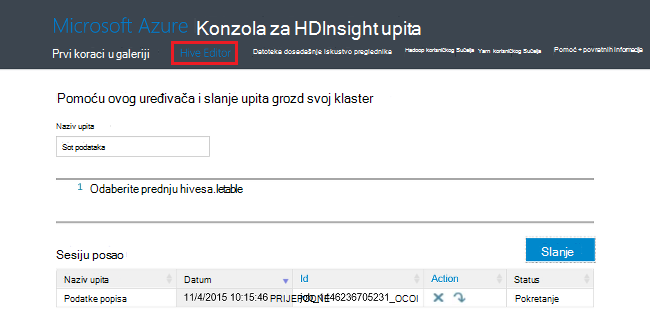 Microsoft Azure Konzola za HDInsight upita
Prvi koraci u galeriji Hive Editor Datoteka dosadašnje iskustvo preglednika Hadoop korisničkog Sučelja Yarn korisničkog Sučelja Pomoć + povratnih informacija
Pomoću ovog uređivača i slanje upita grozd svoj klaster
Naziv upita
Sot podataka
1 Odaberite prednju hivesa.letable
Slanje
Sesiju posao
Naziv upita Datum Id Action Status
Podatke popisa 11/4/2015 10:15:46 Pokretanje